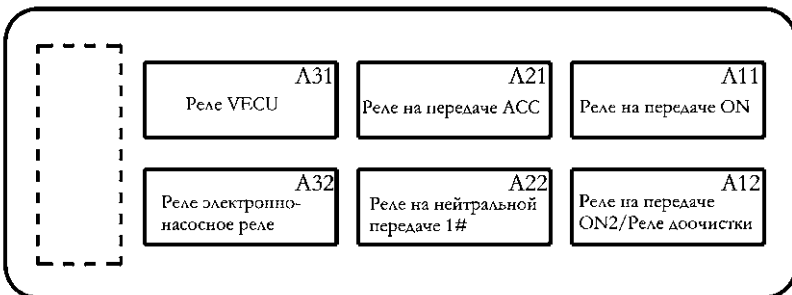 A31
Реле VECU
A21
Реле на передаче ACC
A11
Реле на передаче ON
A32
Реле электронно-
насосное реле
A22
Реле на нейтральной
передаче 1#
A12
Реле на передаче
ON2/Реле доочистки